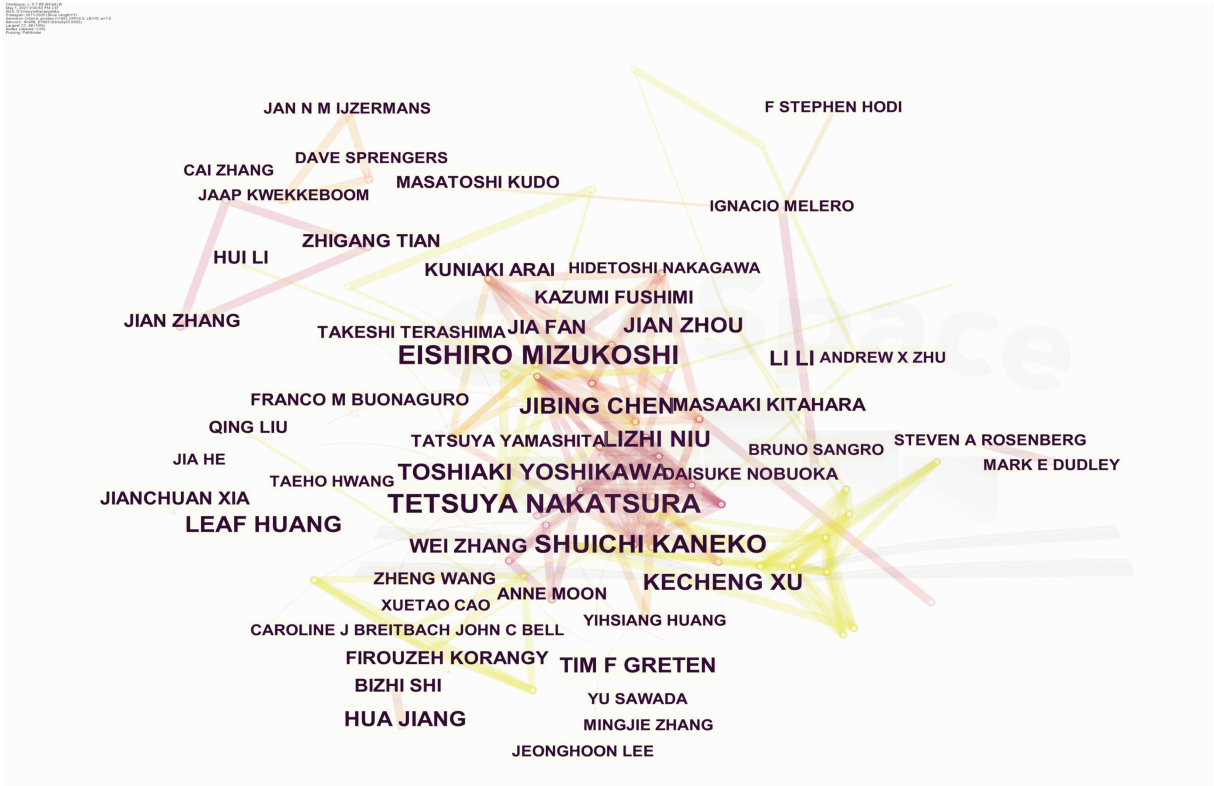 JAN N M IJZERMANS
F STEPHEN HODI
DAVE SPRENGERS
CAI ZHANG
MASATOSHI KUDO
JAAP KWEKKEBOOM
IGNACIO MELERO
ZHIGANG TIAN
HUI LI
KUNIAKI ARAI
HIDETOSHI NAKAGAWA
KAZUMI FUSHIMI
JIAN ZHANG
TAKESHI TERASHIMA
JIA FAN
JIAN ZHOU
EISHIRO MIZUKOSHI
LI LI
ANDREW X ZHU
FRANCO M BUONAGURO
JIBING CHEN
MASAAKI KITAHARA
QING LIU
TATSUYA YAMASHITA
LIZHI NIU
BRUNO SANGRO
STEVEN A ROSENBERG
JIA HE
MARK E DUDLEY
TAEHO HWANG
TOSHIAKI YOSHIKAWA
DAISUKE NOBUOKA
JIANCHUAN XIA
TETSUYA NAKATSURA
LEAF HUANG
WEI ZHANG
SHUICHI KANEKO
ZHENG WANG
KECHENG XU
ANNE MOON
XUETAO CAO
YIHSIANG HUANG
CAROLINE J BREITBACH
JOHN C BELL
FIROUZEH KORANGY
TIM F GRETEN
BIZHI SHI
YU SAWADA
HUA JIANG
MINGJIE ZHANG
JEONGHOON LEE